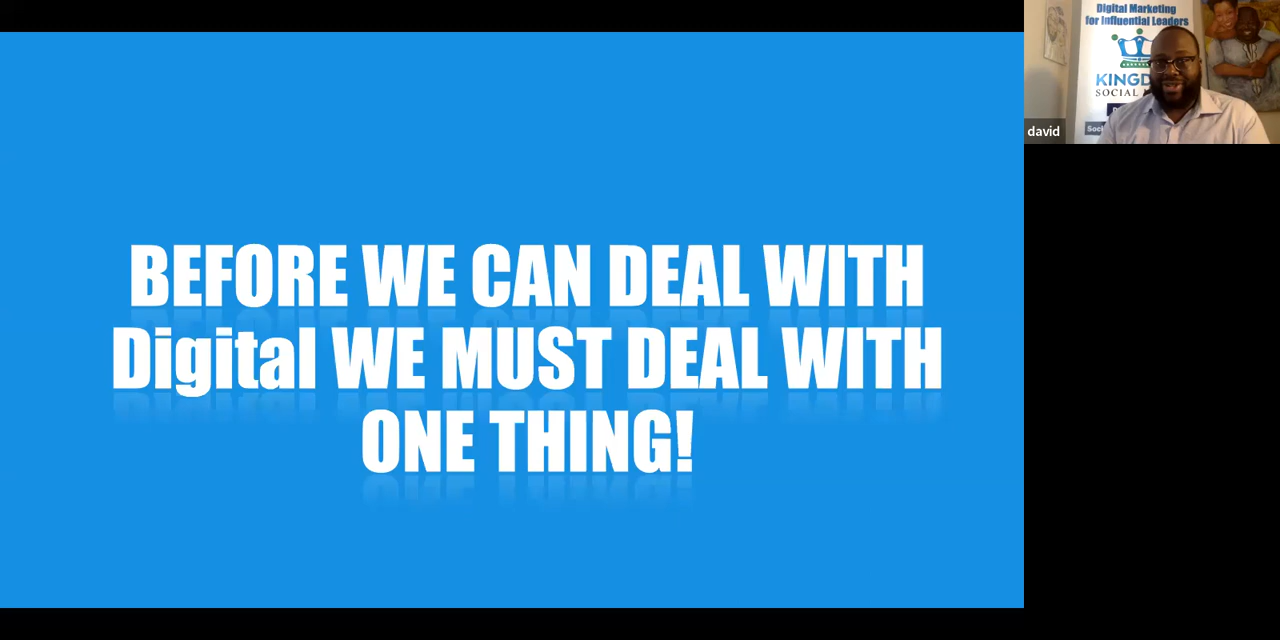 BEFORE WE CAN DEAL WITH
Digital WE MUST DEAL WITH
ONE THING!
Digital Marketing
for Influential Leaders
SOCIAL
david